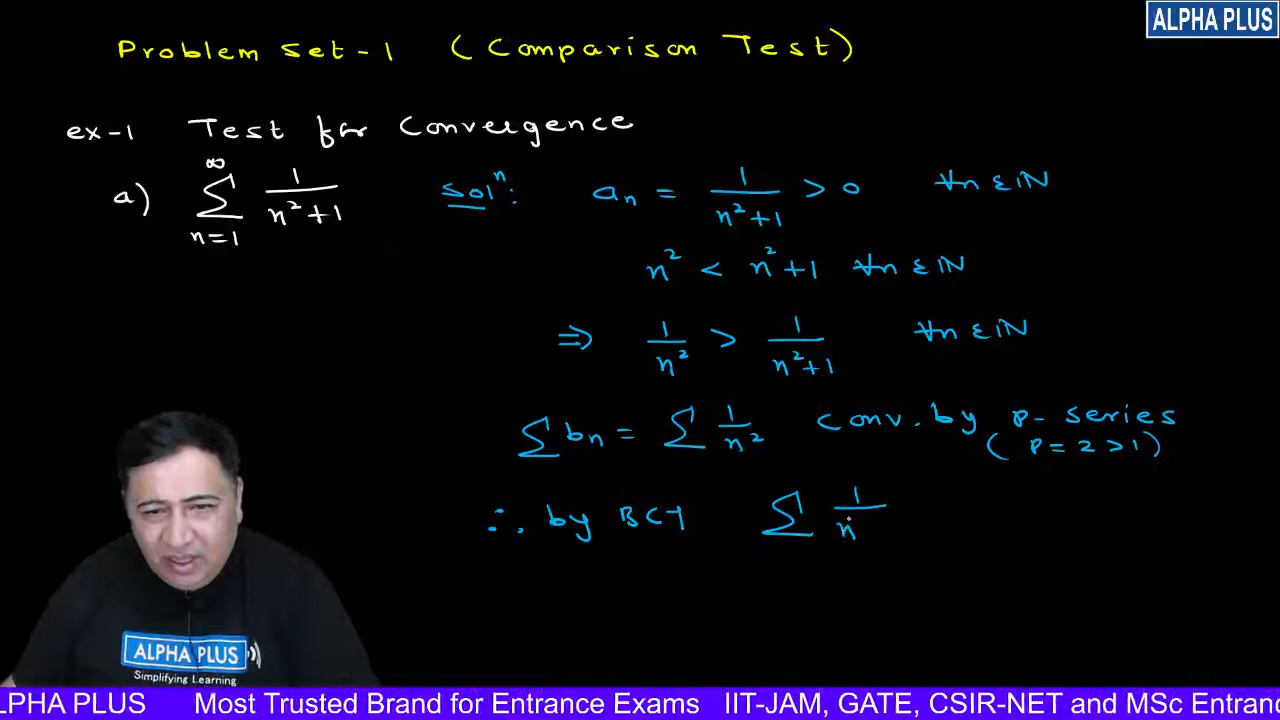 ALPHA PLUS
Problem set-1 (Comparison Test)
ex-1 Test for Convergence
a) ∞ Σ n=1 1/(n²+1)
solⁿ: aₙ = 1/(n²+1) > 0 ∀n ∈ ℕ
n² < n²+1 ∀n ∈ ℕ
⇒ 1/n² > 1/(n²+1) ∀n ∈ ℕ
Σ bₙ = Σ 1/n² conv. by p-series
(p = 2 > 1)
∴ by BCT Σ 1/n
ALPHA PLUS
Simplifying Learning
LPHA PLUS Most Trusted Brand for Entrance Exams IIT-JAM, GATE, CSIR-NET and MSc Entranc